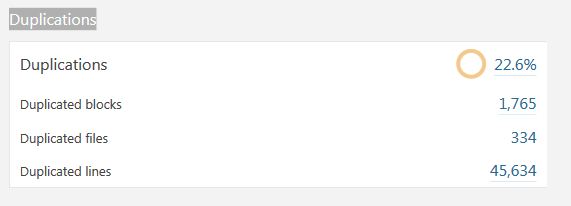 Duplications
Duplications 22.6%
Duplicated blocks 1,765
Duplicated files 334
Duplicated lines 45,634